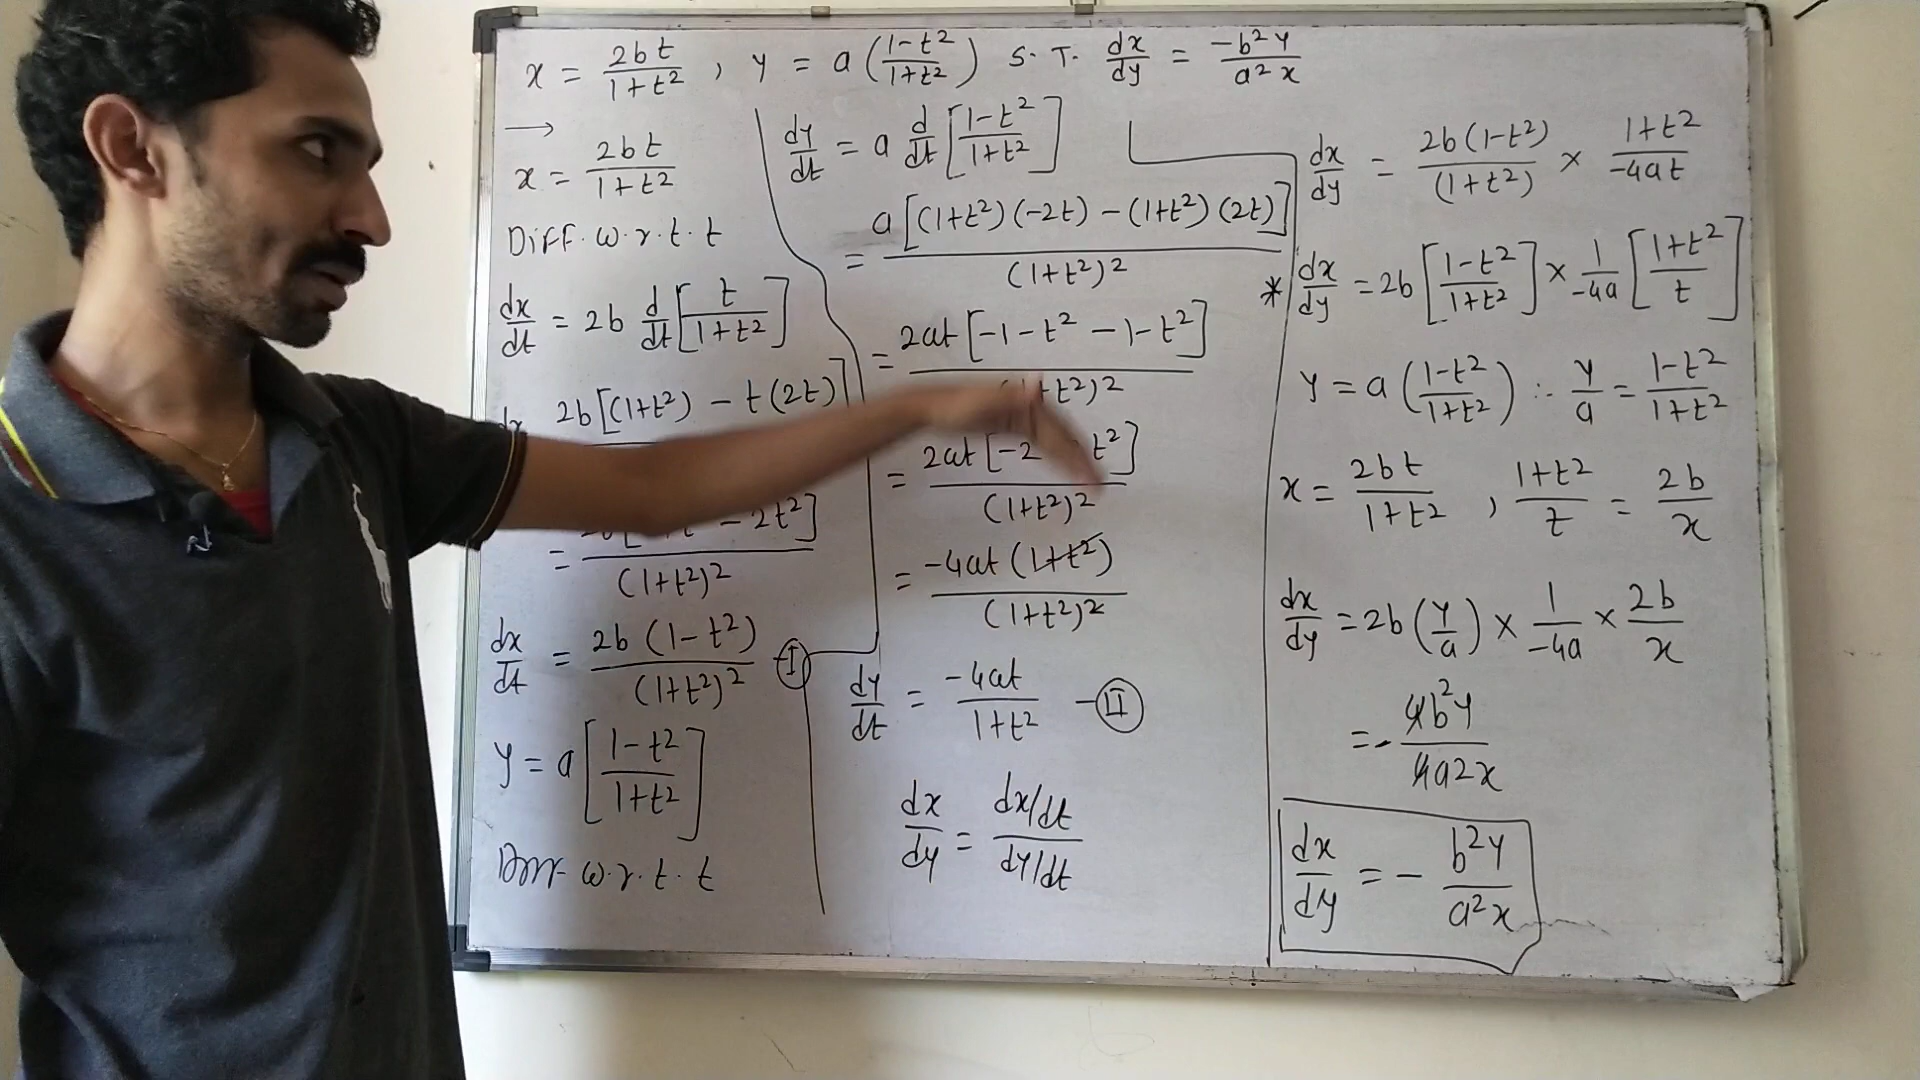 x = 2bt/1+t² , y = a (1-t²/1+t²) S.T. dx/dy = -b²y/a²x
→
x = 2bt/1+t²
Diff. w.r.t. t
dx/dt = 2b d/dt [t/1+t²]
2b[(1+t²) - t(2t)]
= - 2t²]/(1+t²)²
dx/dt = 2b (1-t²)/(1+t²)² -I
y = a [1-t²/1+t²]
Diff w.r.t. t
dy/dt = a d/dt [1-t²/1+t²]
= a[(1+t²)(-2t) - (1+t²)(2t)]/(1+t²)²
= 2at [-1-t² - 1-t²]/(1+t²)²
= 2at [-2 t²]/(1+t²)²
= -4at (1+t²)/(1+t²)²
dy/dt = -4at/1+t² -II
dx/dy = dx/dt/dy/dt
dx/dy = 2b(1-t²)/(1+t²) × 1+t²/-4at
* dx/dy = 2b [1-t²/1+t²] × 1/-4a [1+t²/t]
y = a (1-t²/1+t²) ∴ y/a = 1-t²/1+t²
x = 2bt/1+t² , 1+t²/t = 2b/x
dx/dy = 2b (y/a) × 1/-4a × 2b/x
= - 4b²y/4a2x
dx/dy = - b²y/a²x